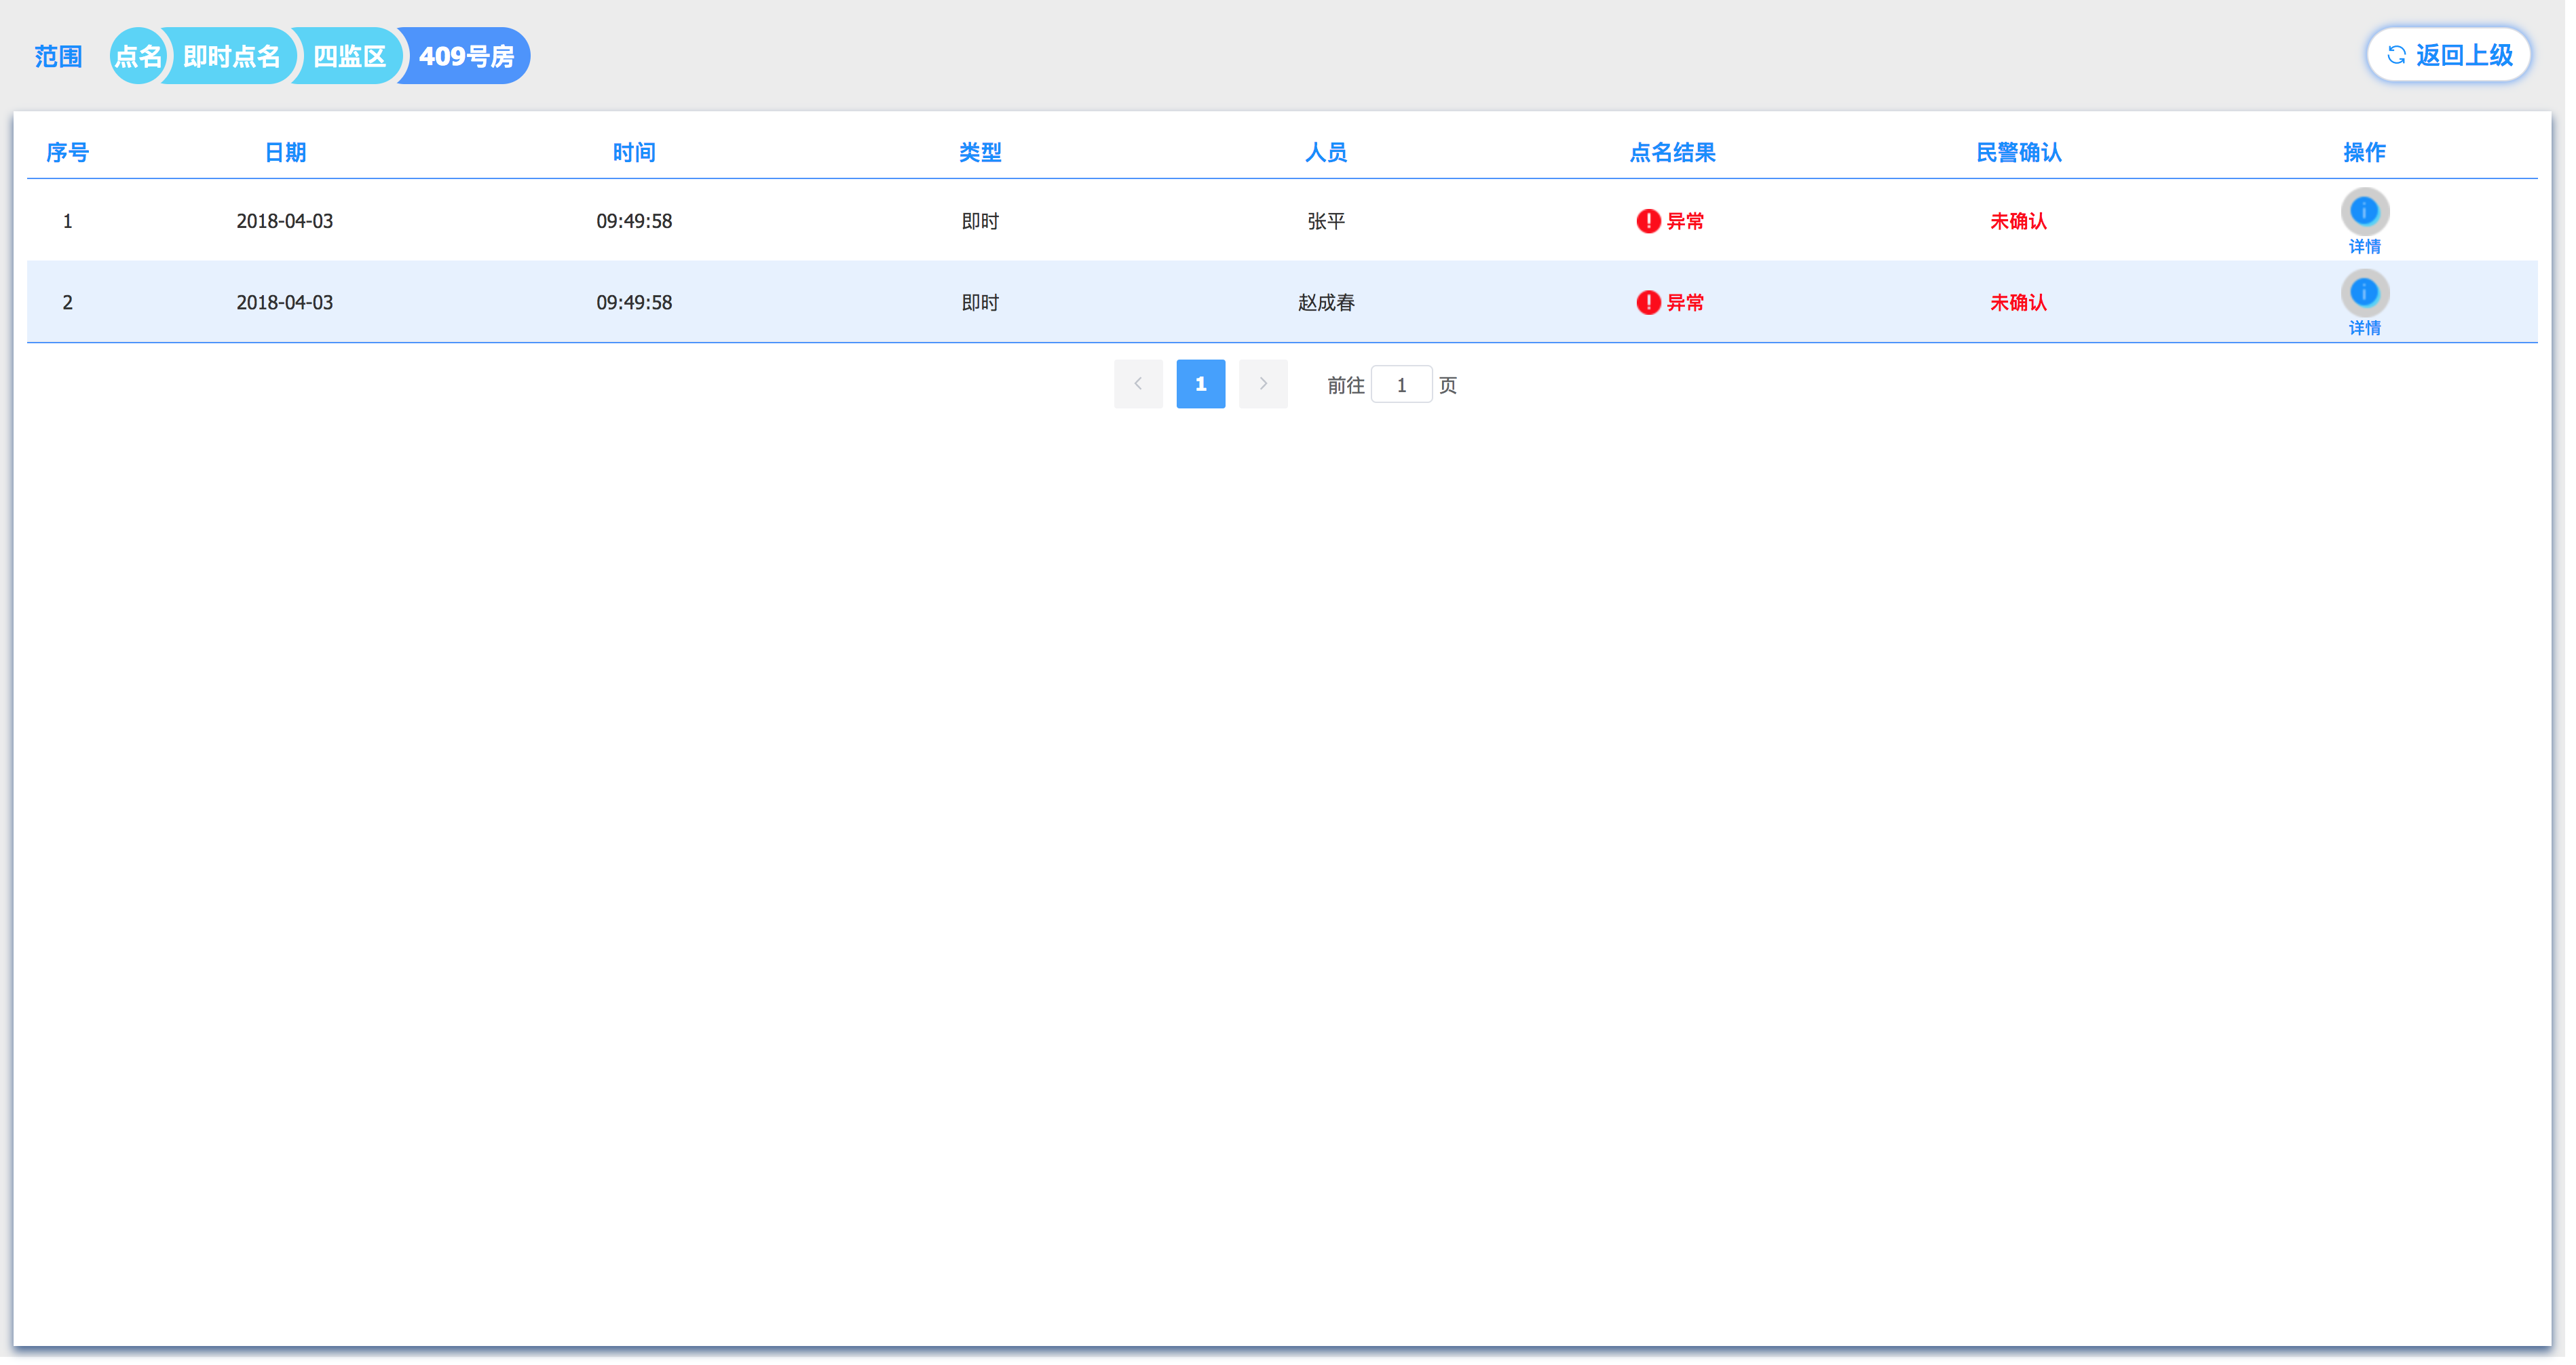 范围 点名 即时点名 四监区 409号房 返回上级
序号 日期 时间 类型 人员 点名结果 民警确认 操作
1 2018-04-03 09:49:58 即时 张平 异常 未确认
详情
2 2018-04-03 09:49:58 即时 赵成春 异常 未确认
详情
1 前往 1 页